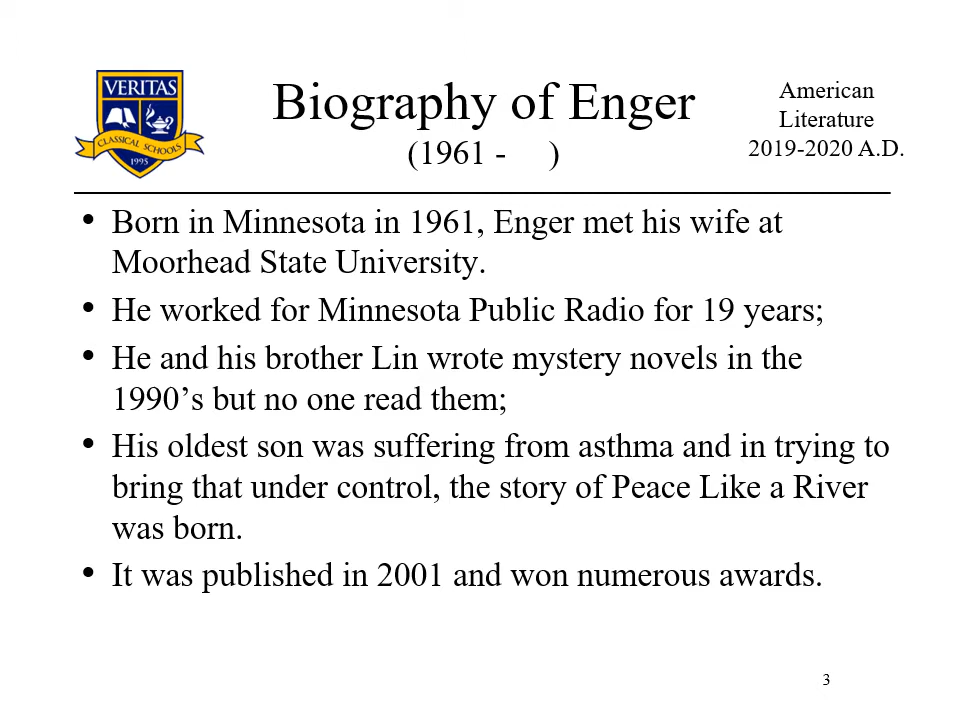 VERITAS
CLASSICAL SCHOOLS
1995
Biography of Enger
(1961 - )
American
Literature
2019-2020 A.D.
• Born in Minnesota in 1961, Enger met his wife at
Moorhead State University.
• He worked for Minnesota Public Radio for 19 years;
• He and his brother Lin wrote mystery novels in the
1990’s but no one read them;
• His oldest son was suffering from asthma and in trying to
bring that under control, the story of Peace Like a River
was born.
• It was published in 2001 and won numerous awards.
3